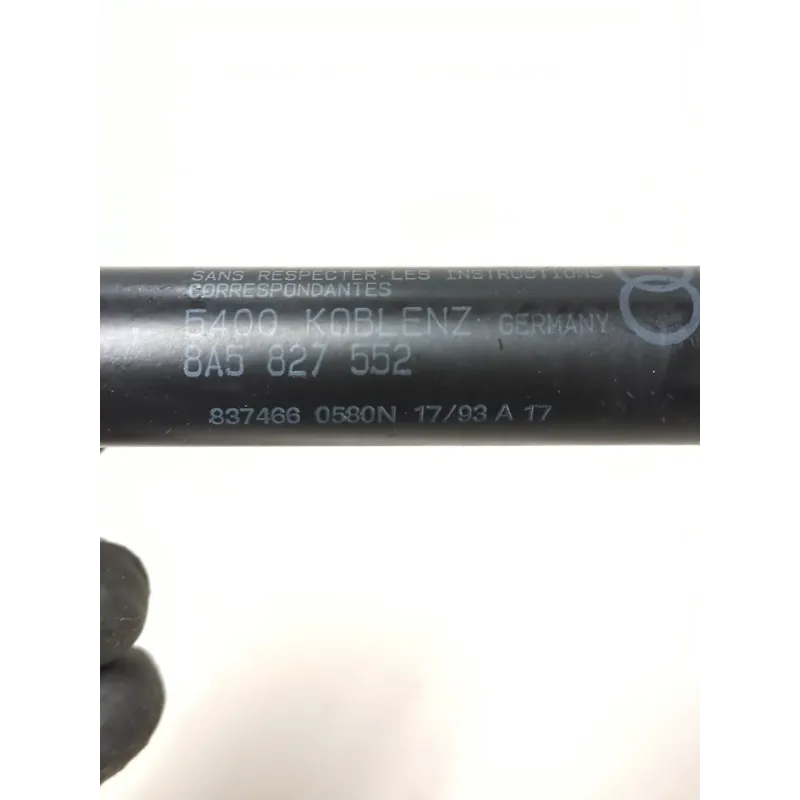 SANS RESPECTER LES INSTRUCTIONS
CORRESPONDANTES
5400 KOBLENZ GERMANY
8A5 827 552
837466 0580N 17/93 A 17